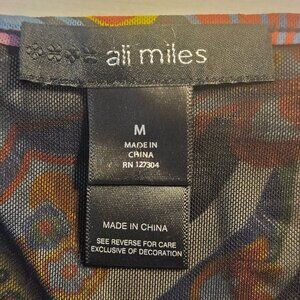 ali miles
M
MADE IN
CHINA
RN 127304
MADE IN CHINA
SEE REVERSE FOR CARE
EXCLUSIVE OF DECORATION